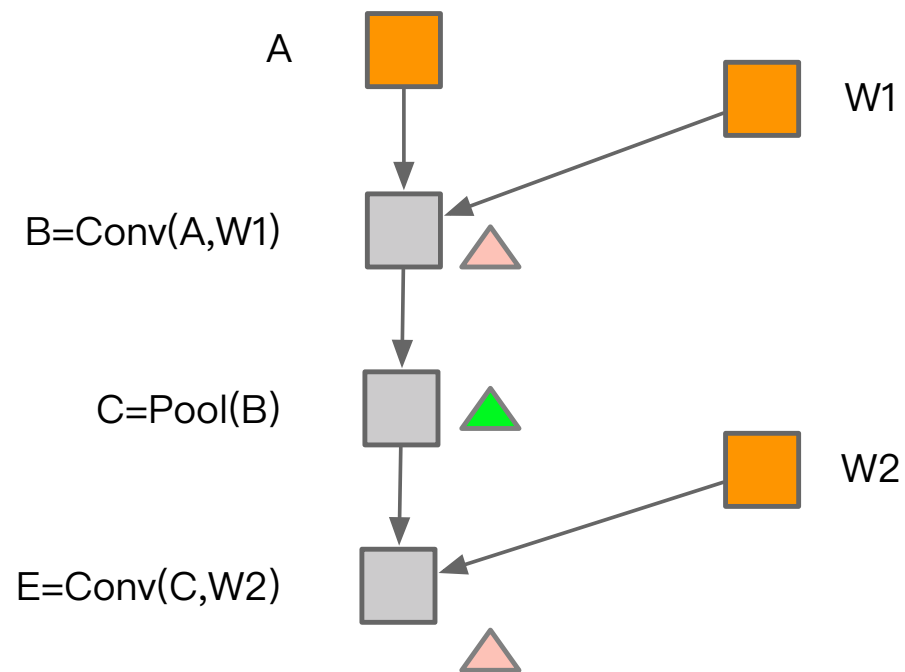 A
W1
B=Conv(A,W1)
C=Pool(B)
W2
E=Conv(C,W2)